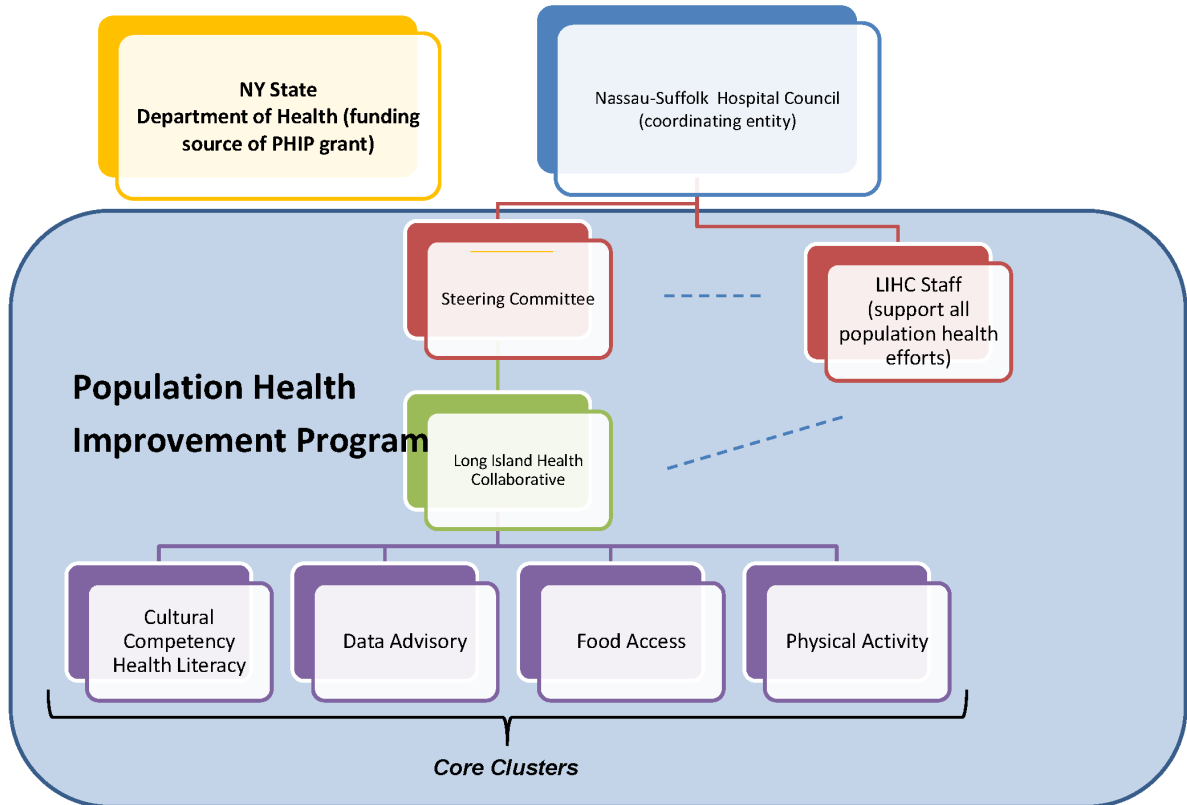 NY State
Department of Health (funding
source of PHIP grant)
Nassau-Suffolk Hospital Council
(coordinating entity)
Steering Committee
LIHC Staff
(support all
population health
efforts)
Population Health
Improvement Program
Long Island Health
Collaborative
Cultural
Competency
Health Literacy
Data Advisory
Food Access
Physical Activity
Core Clusters